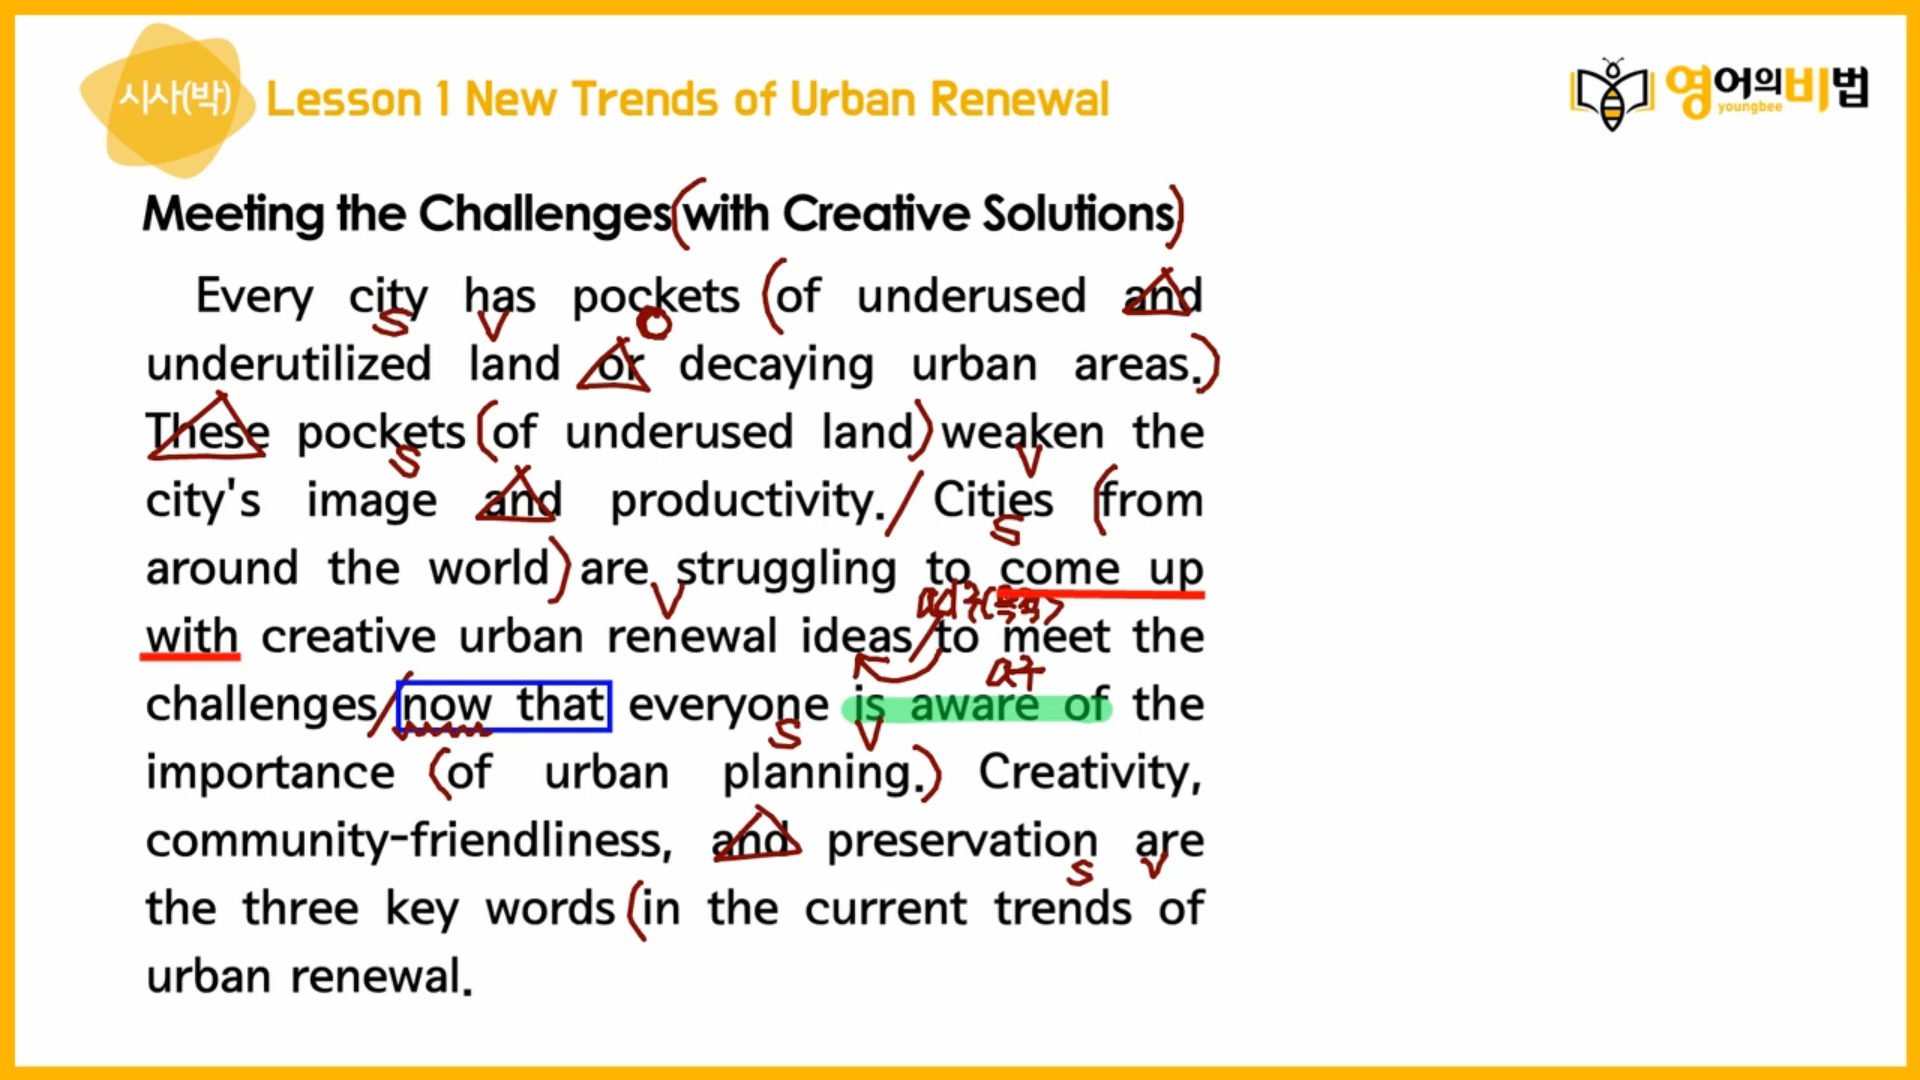 시사(박)
Lesson 1 New Trends of Urban Renewal
영어의비법
youngbee
Meeting the Challenges (with Creative Solutions)
Every city has pockets (of underused and
S V O
underutilized land or decaying urban areas.)
These pockets (of underused land) weaken the
S V
city's image and productivity. / Cities (from
S
around the world) are struggling to come up
V
with creative urban renewal ideas to meet the
challenges / now that everyone is aware of the
S V
importance (of urban planning.) Creativity,
community-friendliness, and preservation are
S V
the three key words (in the current trends of
urban renewal.